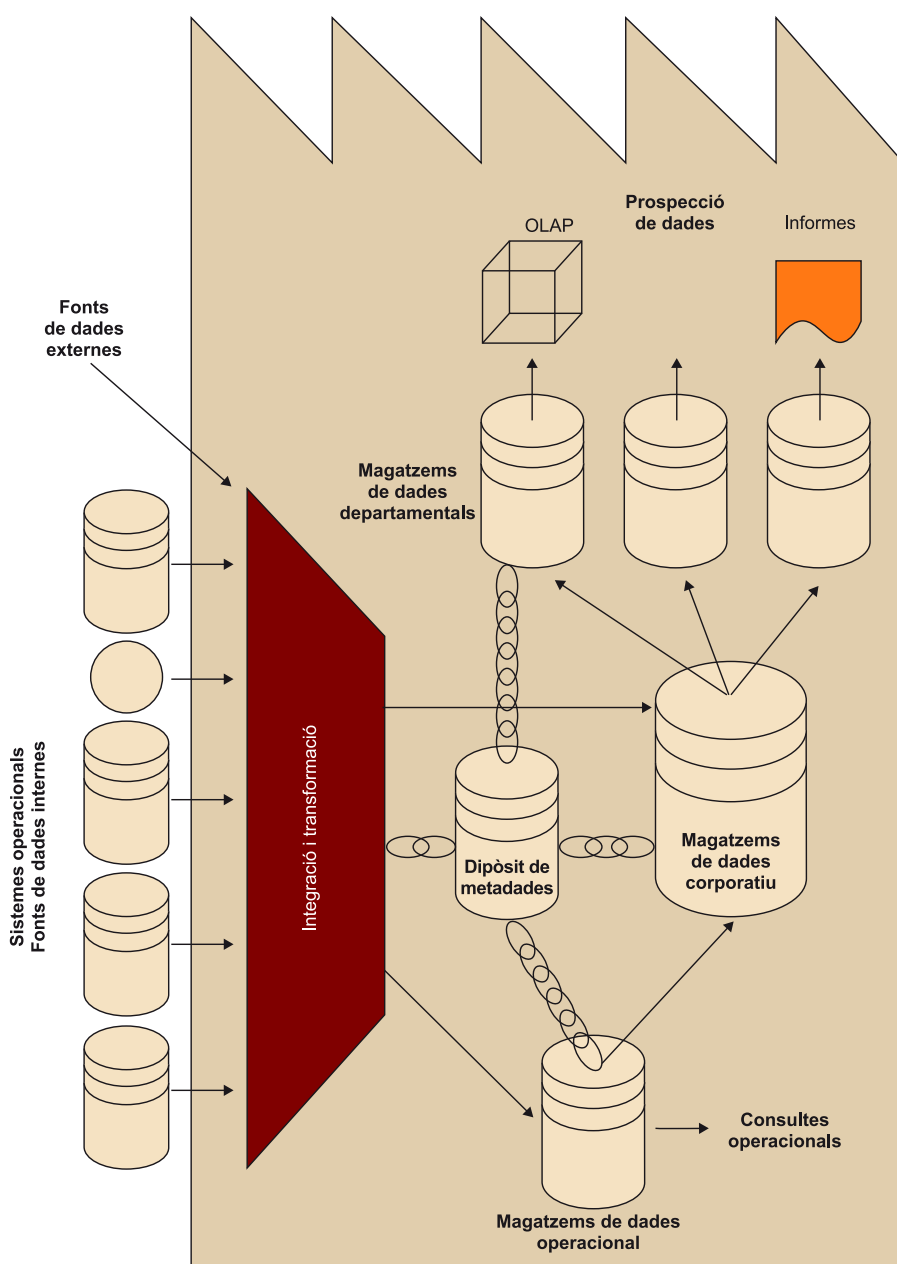 OLAP
Prospecció
de dades
Informes
Fonts
de dades
externes
Magatzems
de dades
departamentals
Sistemes operacionals
Fonts de dades internes
Integració i transformació
Dipòsit de
metadades
Magatzems
de dades
corporatiu
Consultes
operacionals
Magatzems de dades
operacional